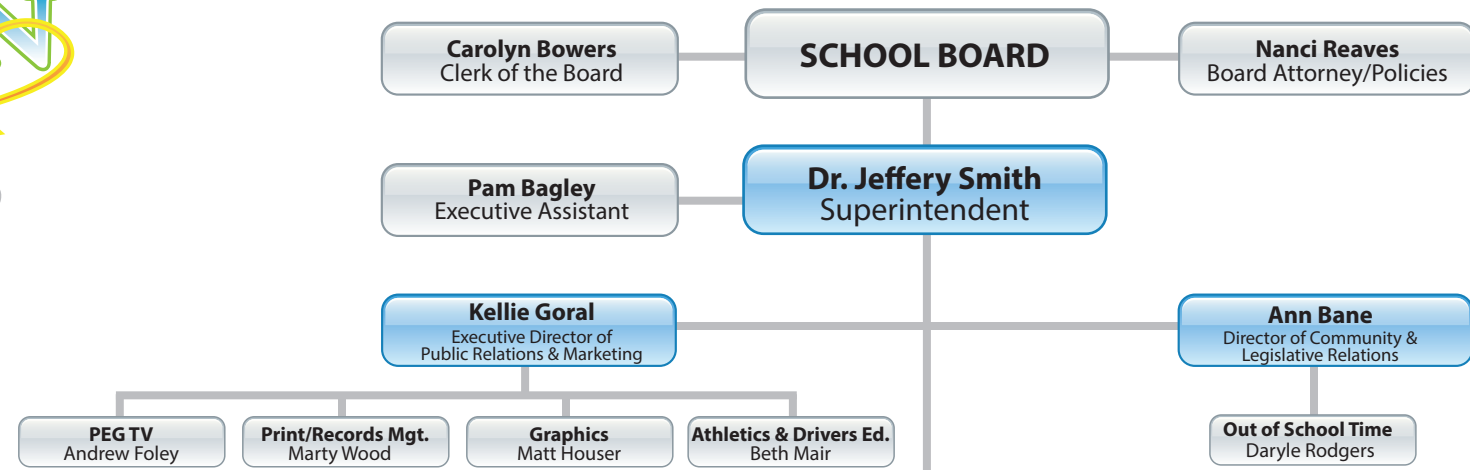 Carolyn Bowers
Clerk of the Board
SCHOOL BOARD
Nanci Reaves
Board Attorney/Policies
Pam Bagley
Executive Assistant
Dr. Jeffery Smith
Superintendent
Kellie Goral
Executive Director of
Public Relations & Marketing
Ann Bane
Director of Community &
Legislative Relations
PEG TV
Andrew Foley
Print/Records Mgt.
Marty Wood
Graphics
Matt Houser
Athletics & Drivers Ed.
Beth Mair
Out of School Time
Daryle Rodgers